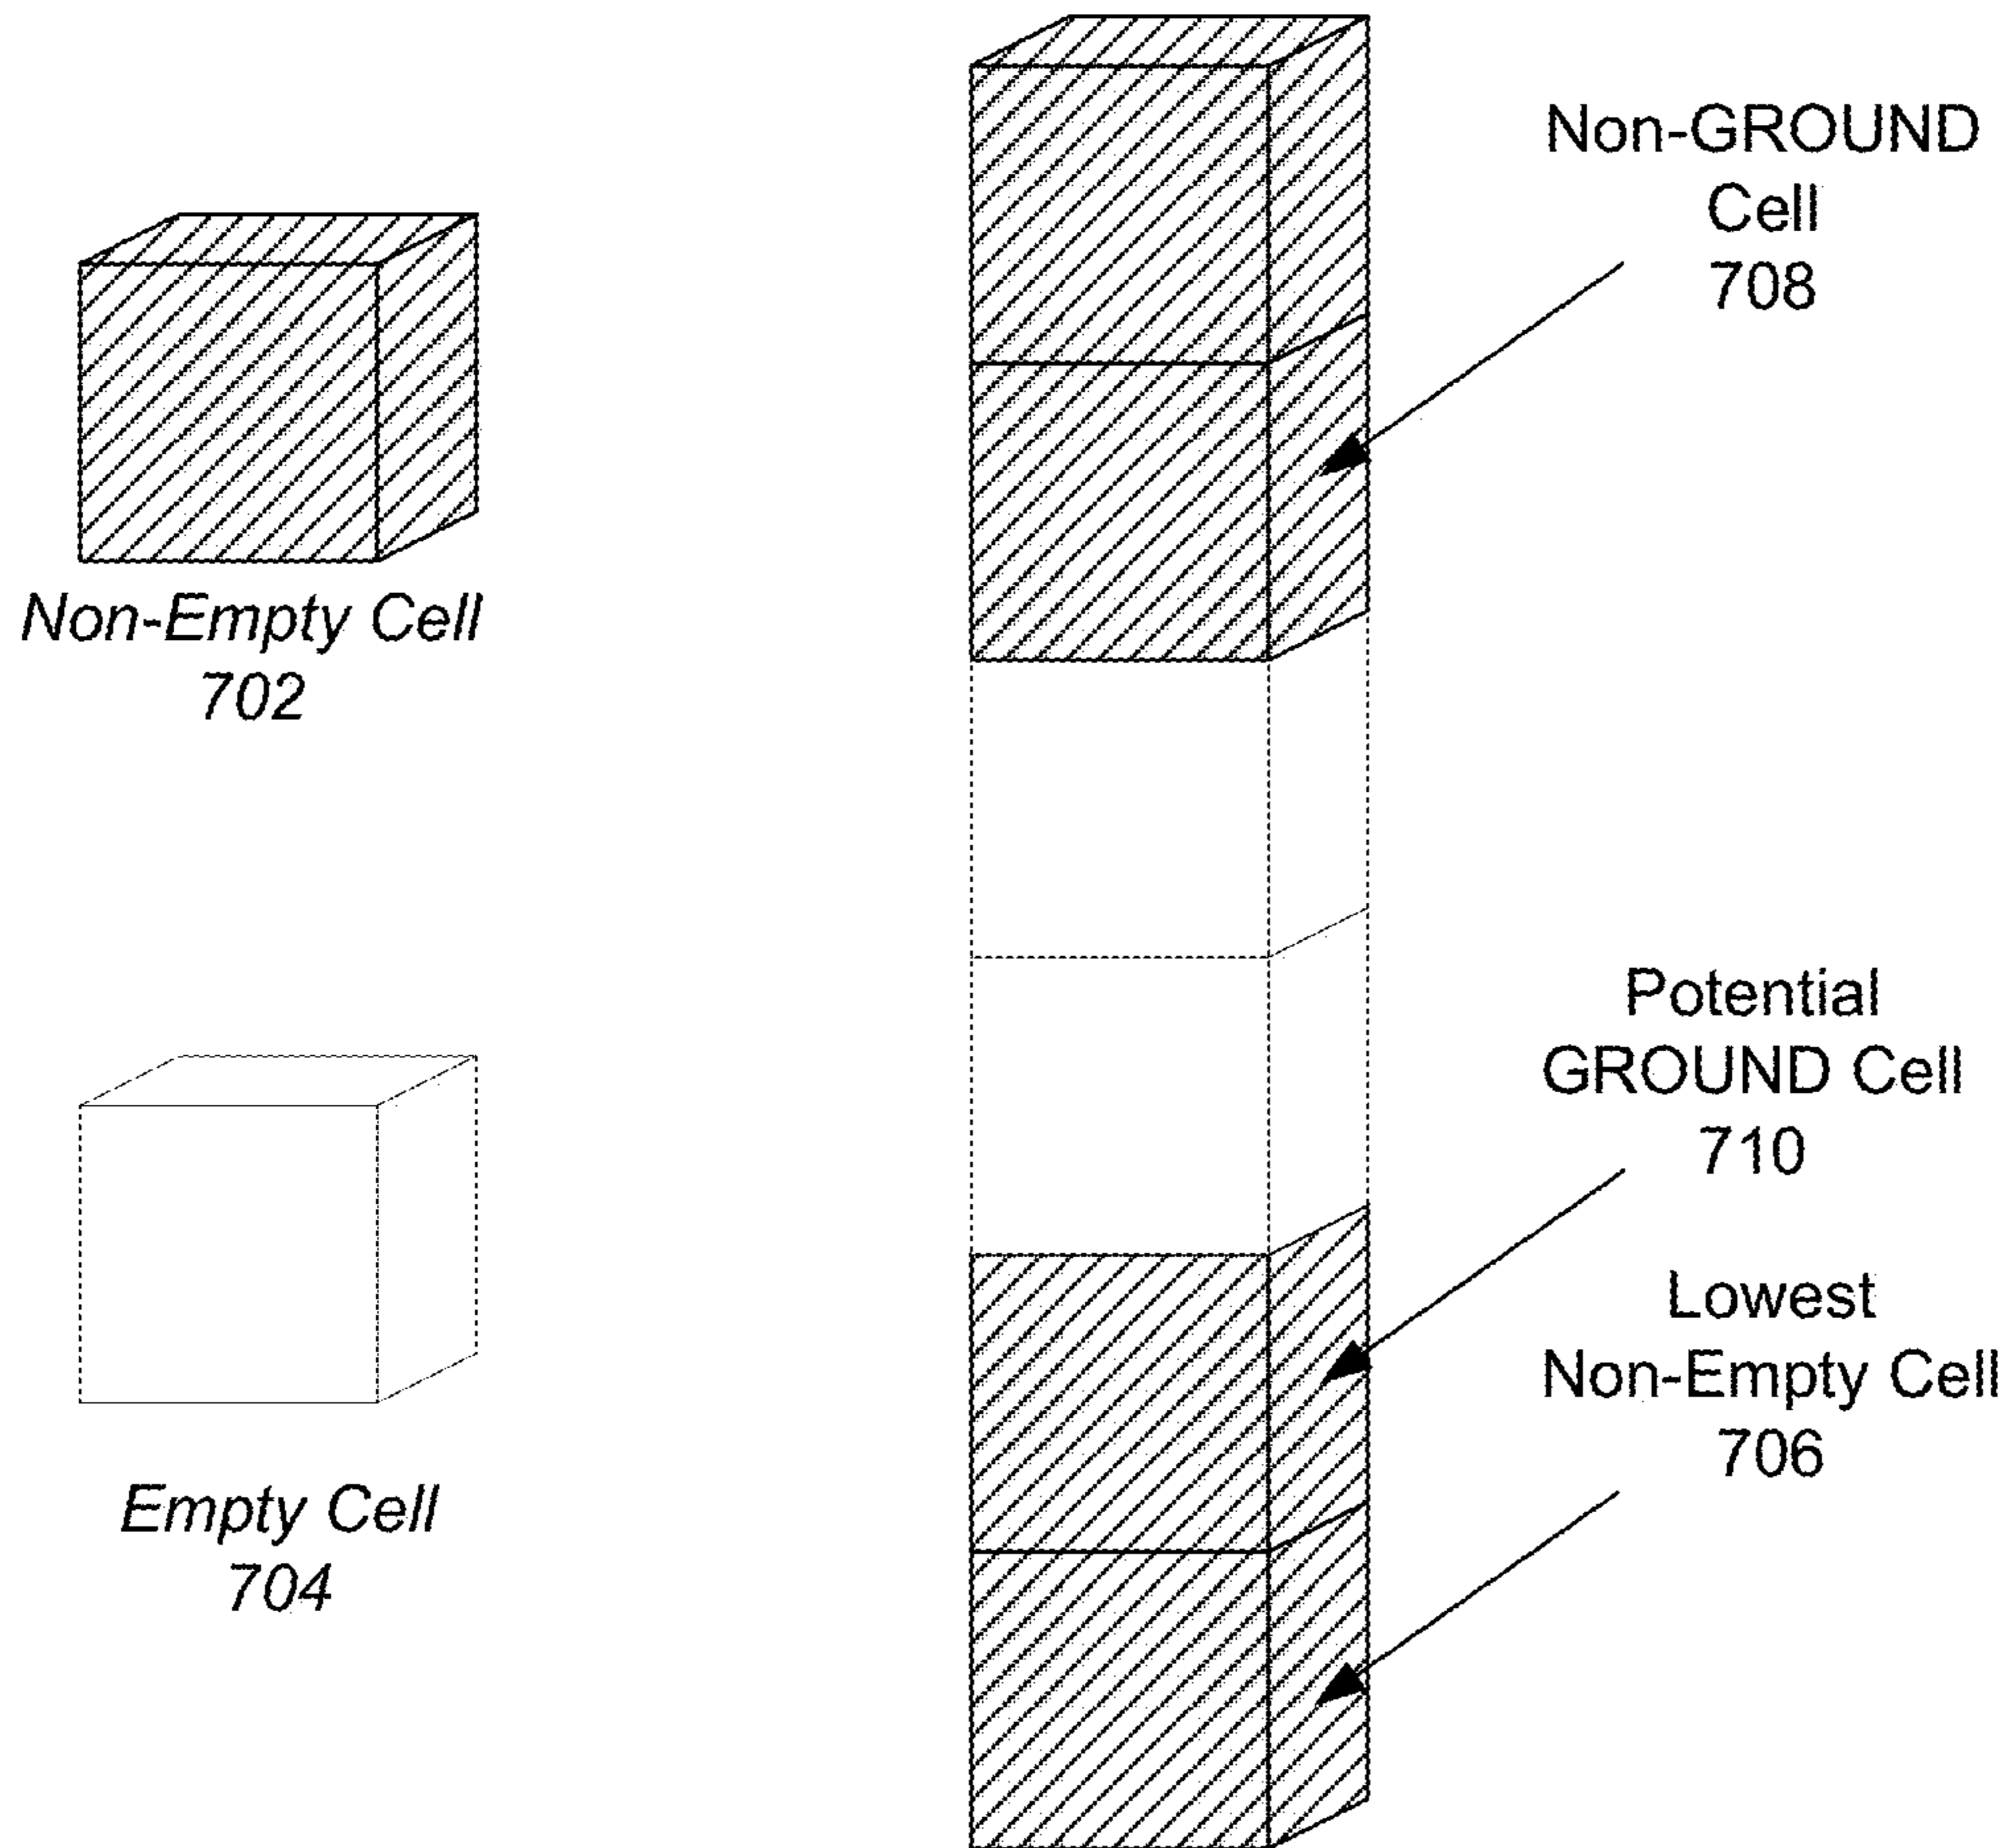 Non-Empty Cell
702
Empty Cell
704
Non-GROUND
Cell
708
Potential
GROUND Cell
710
Lowest
Non-Empty Cell
706